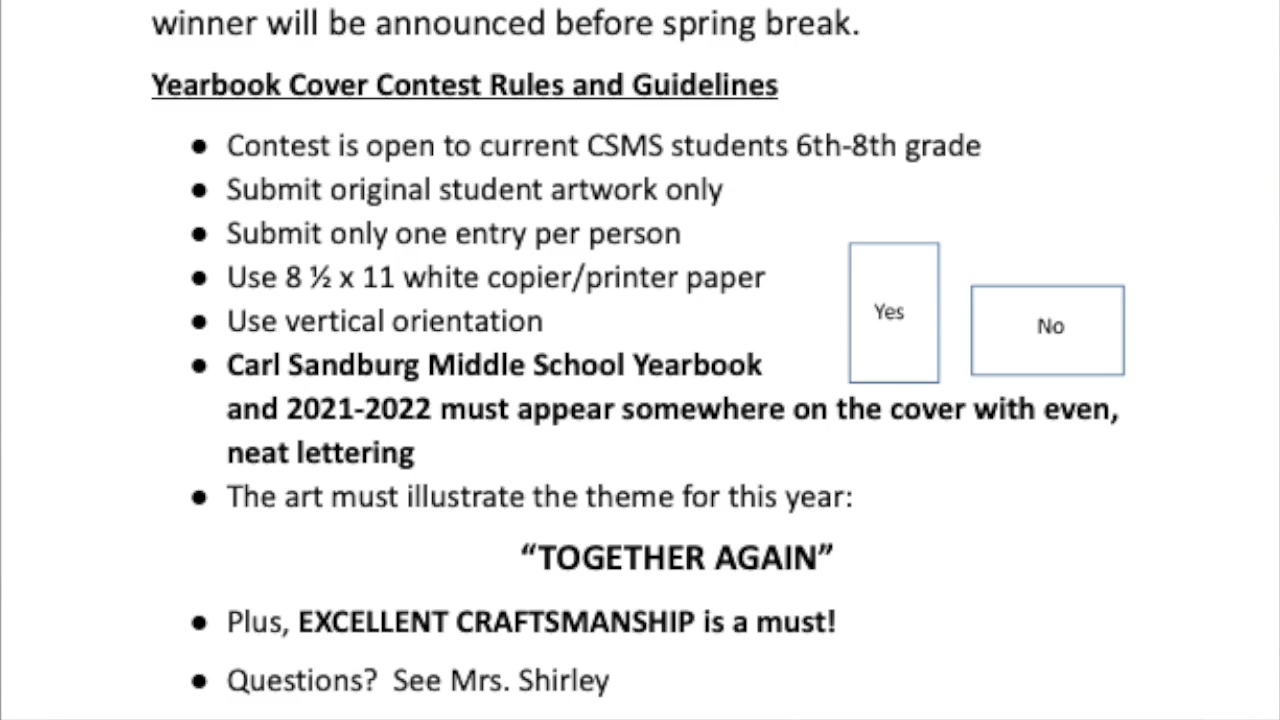 winner will be announced before spring break.
Yearbook Cover Contest Rules and Guidelines
● Contest is open to current CSMS students 6th-8th grade
● Submit original student artwork only
● Submit only one entry per person
● Use 8 ½ x 11 white copier/printer paper
● Use vertical orientation
Yes
No
● Carl Sandburg Middle School Yearbook
and 2021-2022 must appear somewhere on the cover with even,
neat lettering
● The art must illustrate the theme for this year:
“TOGETHER AGAIN”
● Plus, EXCELLENT CRAFTSMANSHIP is a must!
● Questions?  See Mrs. Shirley